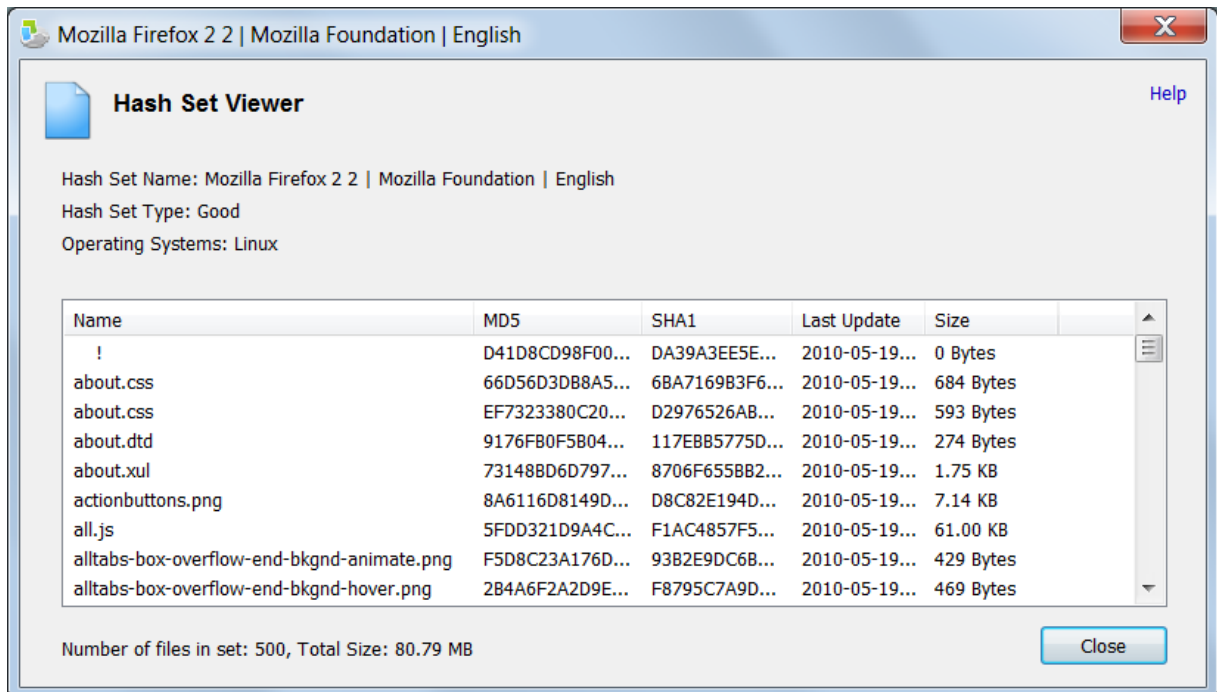 Mozilla Firefox 2 2 | Mozilla Foundation | English
X
Hash Set Viewer
Help
Hash Set Name: Mozilla Firefox 2 2 | Mozilla Foundation | English
Hash Set Type: Good
Operating Systems: Linux
Name MD5 SHA1 Last Update Size
! D41D8CD98F00... DA39A3EE5E... 2010-05-19... 0 Bytes
about.css 66D56D3DB8A5... 6BA7169B3F6... 2010-05-19... 684 Bytes
about.css EF7323380C20... D2976526AB... 2010-05-19... 593 Bytes
about.dtd 9176FB0F5B04... 117EBB5775D... 2010-05-19... 274 Bytes
about.xul 73148BD6D797... 8706F655BB2... 2010-05-19... 1.75 KB
actionbuttons.png 8A6116D8149D... D8C82E194D... 2010-05-19... 7.14 KB
all.js 5FDD321D9A4C... F1AC4857F5... 2010-05-19... 61.00 KB
alltabs-box-overflow-end-bkgnd-animate.png F5D8C23A176D... 93B2E9DC6B... 2010-05-19... 429 Bytes
alltabs-box-overflow-end-bkgnd-hover.png 2B4A6F2A2D9E... F8795C7A9D... 2010-05-19... 469 Bytes
Number of files in set: 500, Total Size: 80.79 MB
Close